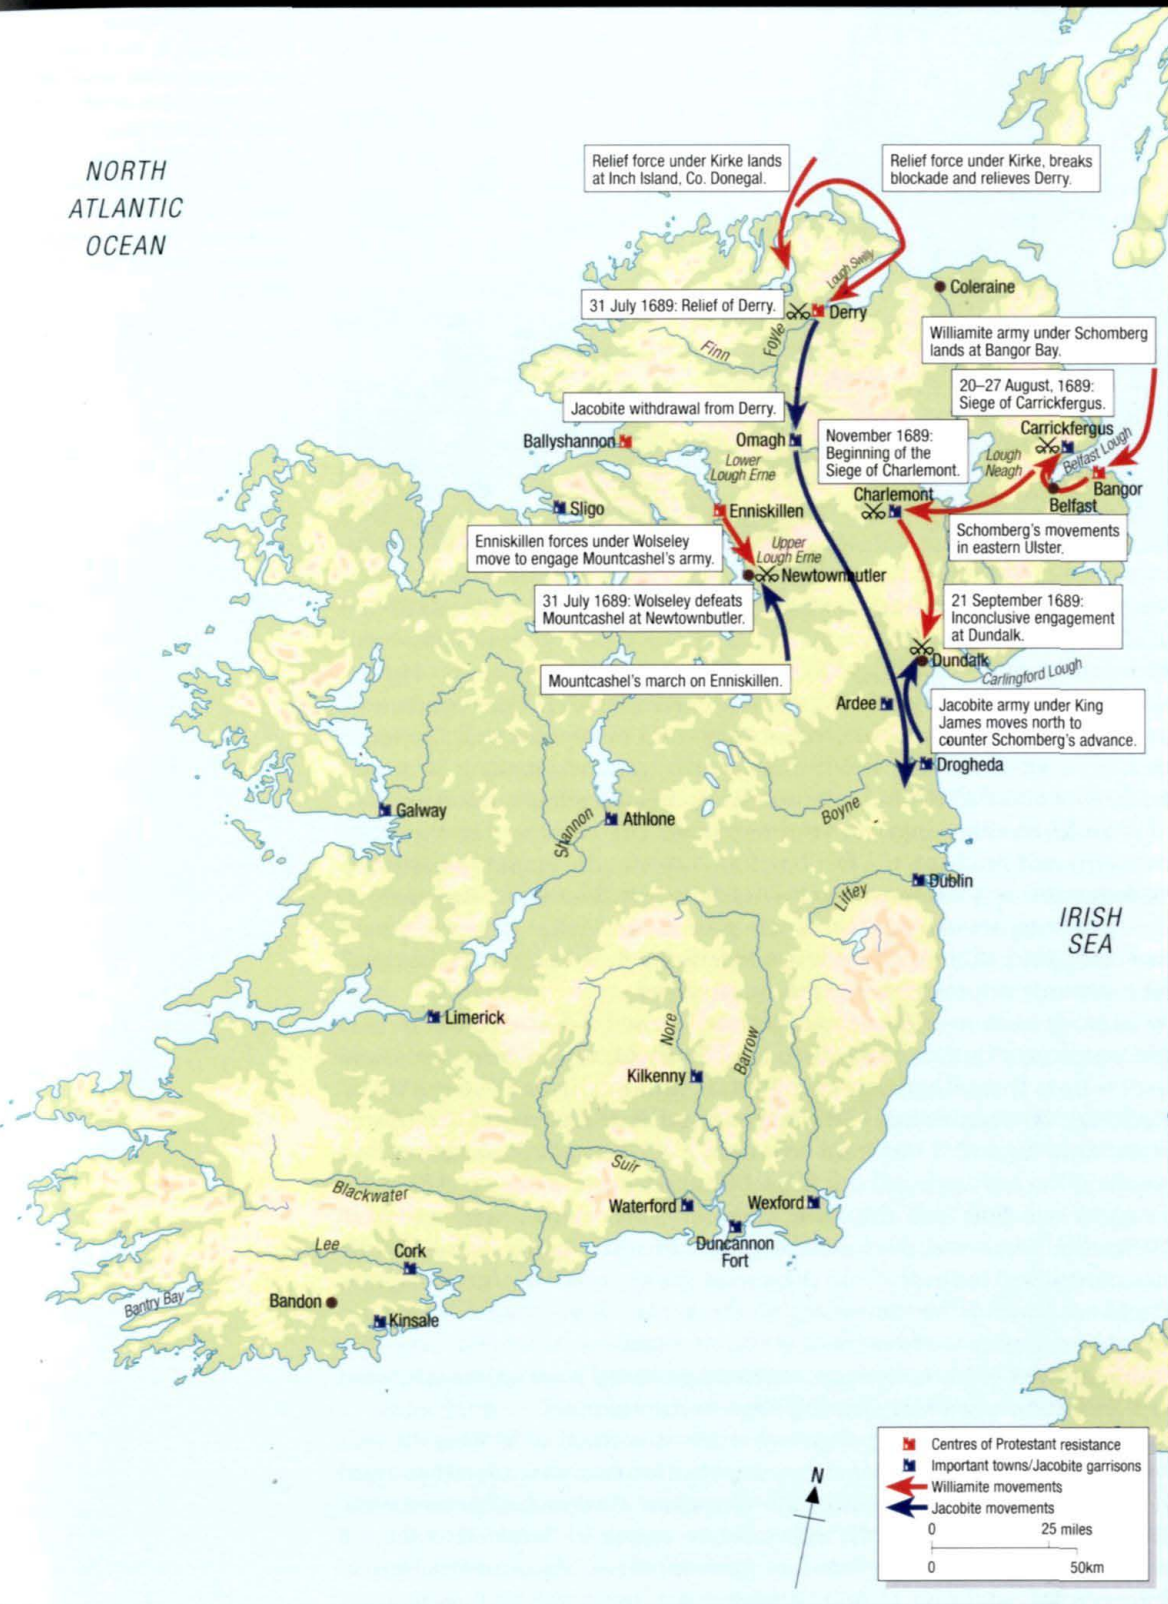 NORTH
ATLANTIC
OCEAN
Relief force under Kirke lands
at Inch Island, Co. Donegal.
Relief force under Kirke, breaks
blockade and relieves Derry.
Lough Swilly
Coleraine
31 July 1689: Relief of Derry.
Derry
Foyle
Finn
Williamite army under Schomberg
lands at Bangor Bay.
20–27 August, 1689:
Siege of Carrickfergus.
Jacobite withdrawal from Derry.
Carrickfergus
Belfast Lough
Ballyshannon
Omagh
November 1689:
Beginning of the
Siege of Charlemont.
Lough
Neagh
Lower
Lough Erne
Bangor
Belfast
Charlemont
Sligo
Enniskillen
Schomberg's movements
in eastern Ulster.
Enniskillen forces under Wolseley
move to engage Mountcashel's army.
Upper
Lough Erne
Newtownbutler
31 July 1689: Wolseley defeats
Mountcashel at Newtownbutler.
21 September 1689:
Inconclusive engagement
at Dundalk.
Dundalk
Carlingford Lough
Mountcashel's march on Enniskillen.
Ardee
Jacobite army under King
James moves north to
counter Schomberg's advance.
Drogheda
Boyne
Galway
Shannon
Athlone
Liffey
Dublin
IRISH
SEA
Limerick
Nore
Barrow
Kilkenny
Suir
Blackwater
Waterford
Wexford
Duncannon
Fort
Lee
Cork
Bantry Bay
Bandon
Kinsale
N
Centres of Protestant resistance
Important towns/Jacobite garrisons
Williamite movements
Jacobite movements
0 25 miles
0 50km